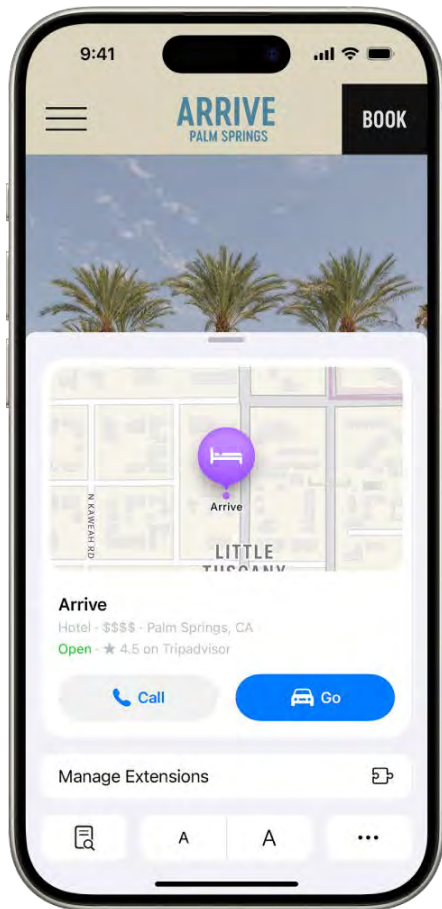 9:41
ARRIVE
PALM SPRINGS
BOOK
N KAWEAH RD
Arrive
LITTLE
TUSCANY
Arrive
Hotel · $$$$ · Palm Springs, CA
Open · ★ 4.5 on Tripadvisor
Call
Go
Manage Extensions
A
A